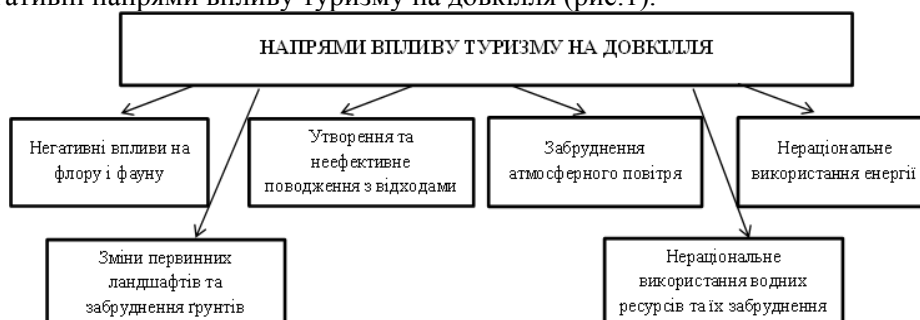 ативні напрями впливу туризму на довкілля (рис.1).
НАПРЯМИ ВПЛИВУ ТУРИЗМУ НА ДОВКІЛЛЯ
Негативні впливи на
флору і фауну
Утворення та
неефективне
поводження з відходами
Забруднення
атмосферного повітря
Нераціональне
використання енергії
Зміни первинних
ландшафтів та
забруднення ґрунтів
Нераціональне
використання водних
ресурсів та їх забруднення